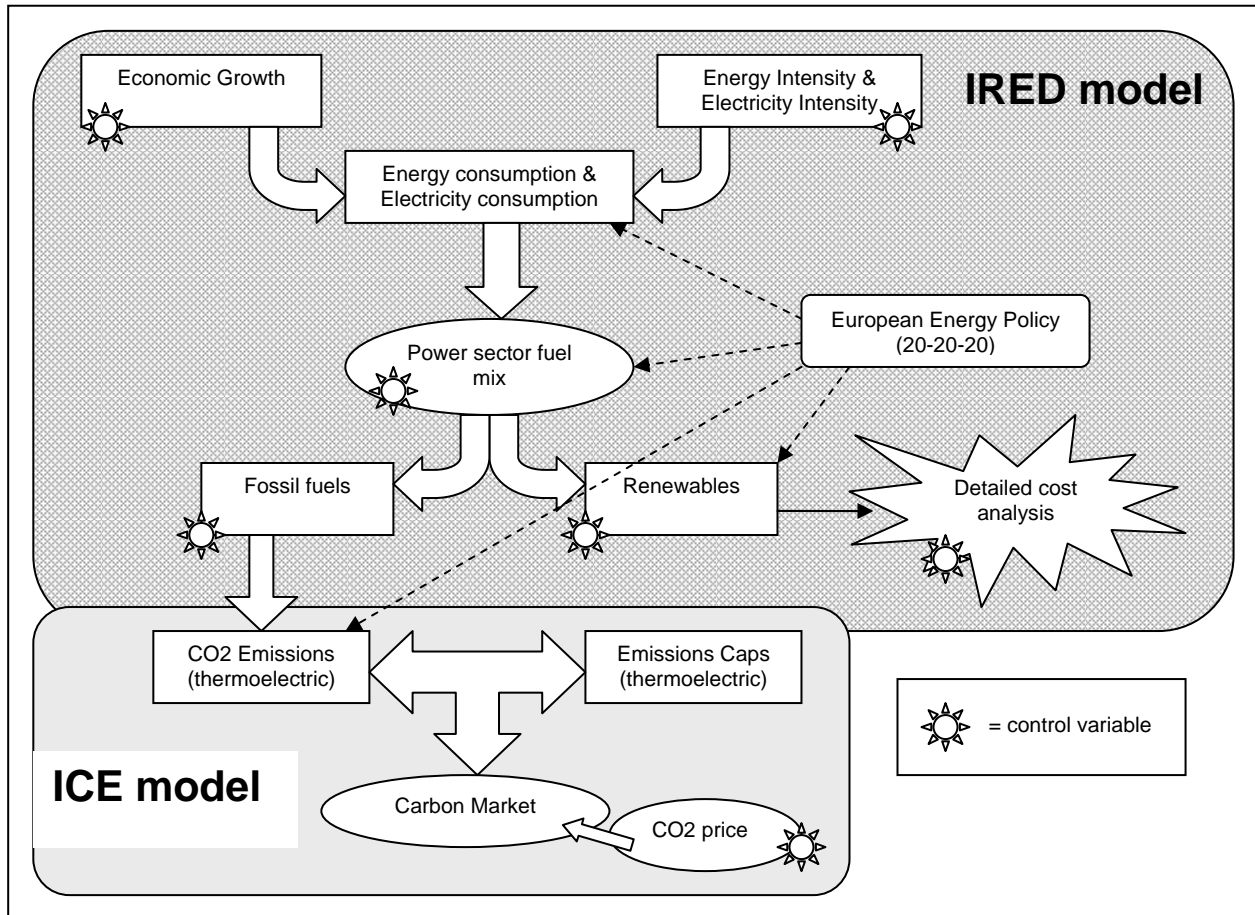 Economic Growth
Energy Intensity &
Electricity Intensity
IRED model
Energy consumption &
Electricity consumption
European Energy Policy
(20-20-20)
Power sector fuel
mix
Fossil fuels
Renewables
Detailed cost
analysis
CO2 Emissions
(thermoelectric)
Emissions Caps
(thermoelectric)
= control variable
ICE model
Carbon Market
CO2 price